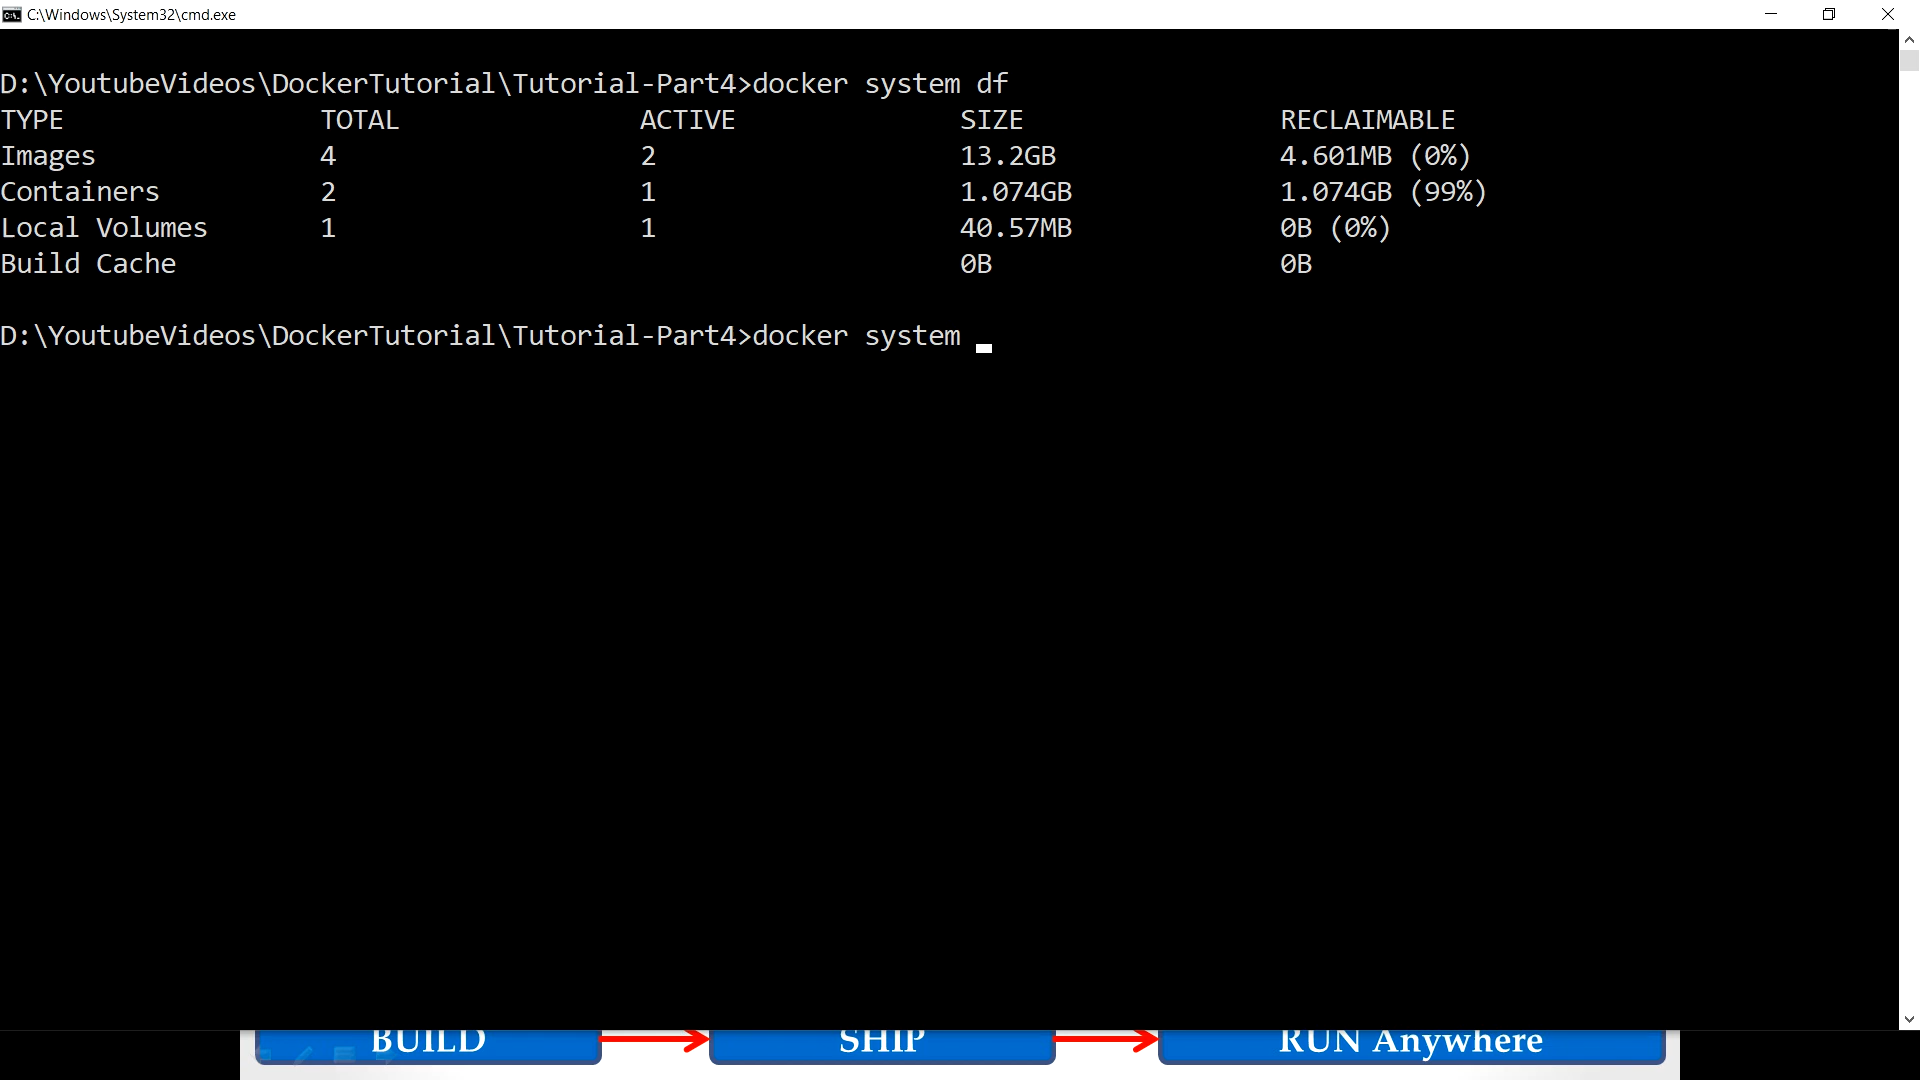 C:\Windows\System32\cmd.exe
D:\YoutubeVideos\DockerTutorial\Tutorial-Part4>docker system df
TYPE TOTAL ACTIVE SIZE RECLAIMABLE
Images 4 2 13.2GB 4.601MB (0%)
Containers 2 1 1.074GB 1.074GB (99%)
Local Volumes 1 1 40.57MB 0B (0%)
Build Cache 0B 0B
D:\YoutubeVideos\DockerTutorial\Tutorial-Part4>docker system
BUILD SHIP RUN Anywhere